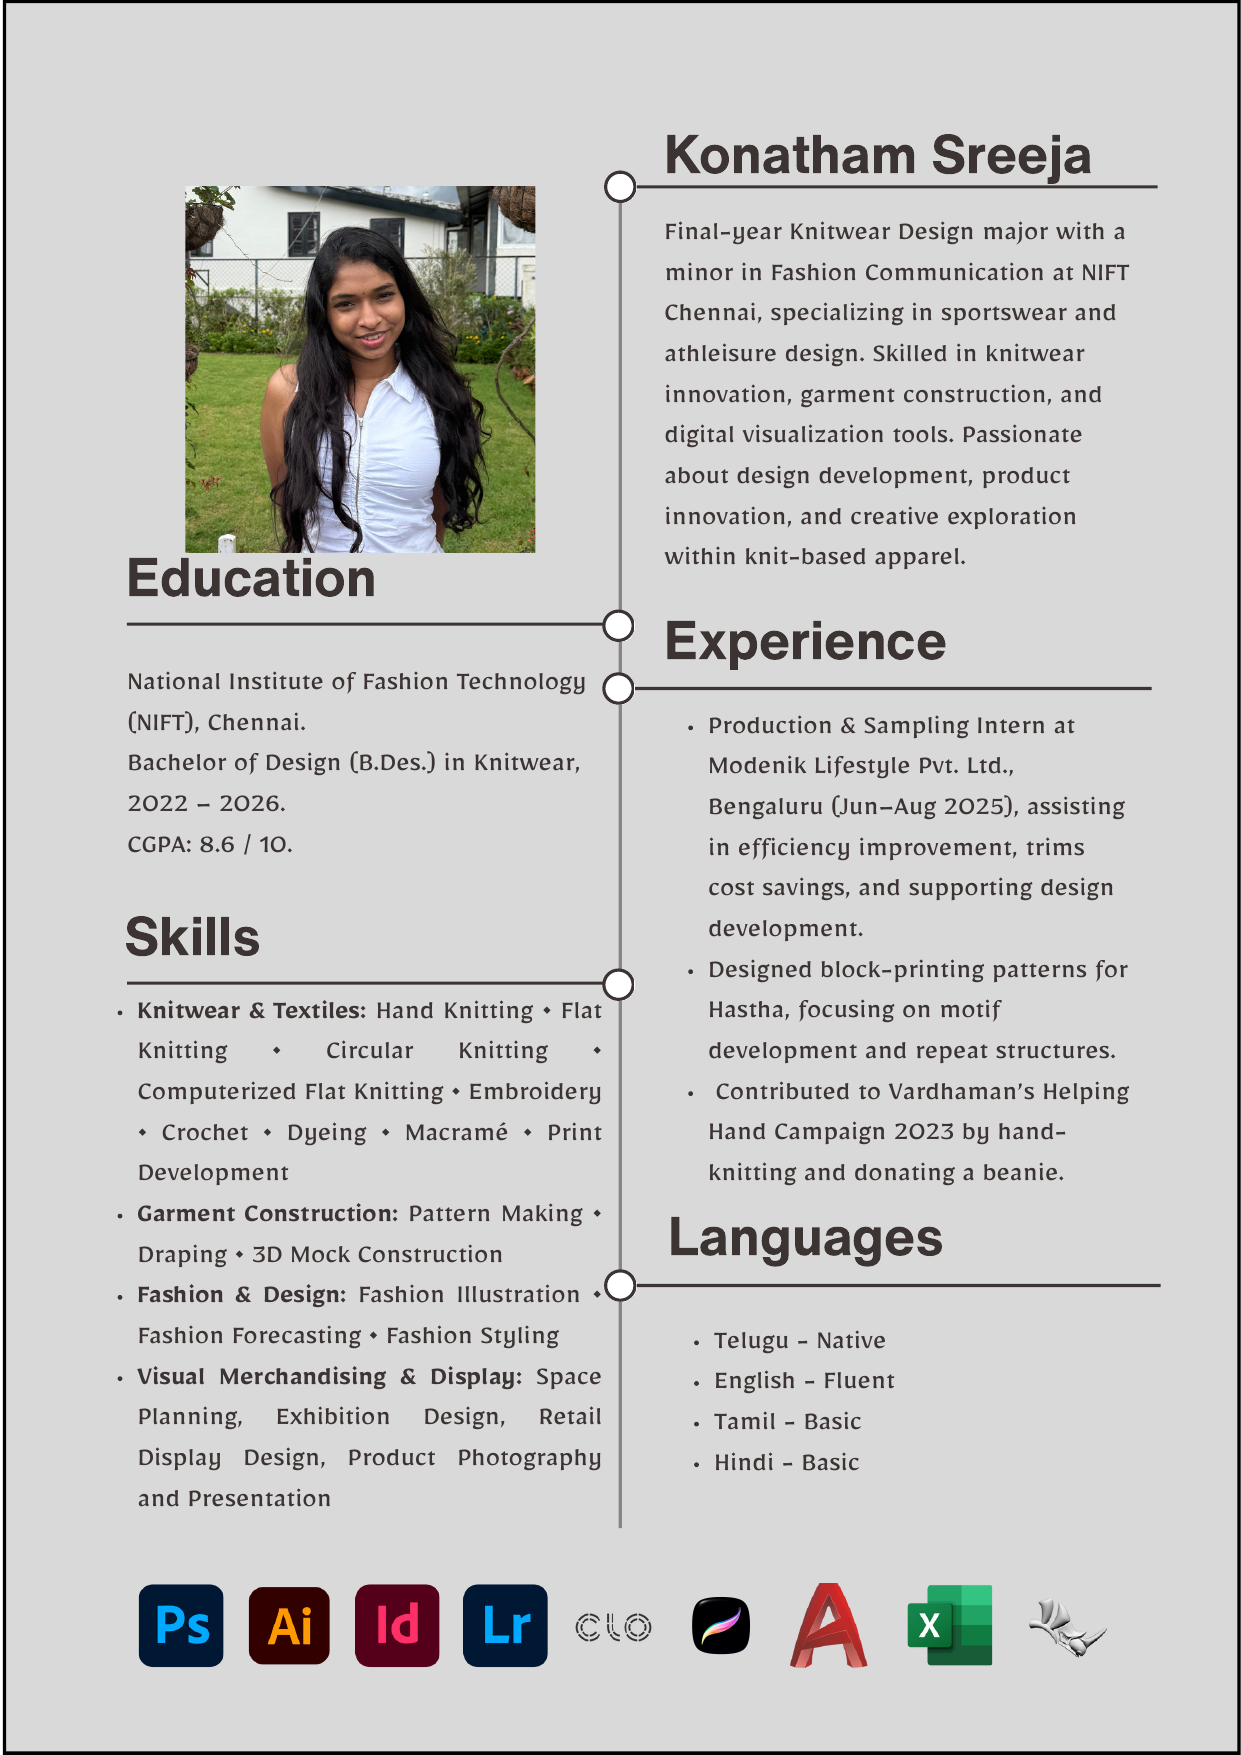 Konatham Sreeja
Final-year Knitwear Design major with a
minor in Fashion Communication at NIFT
Chennai, specializing in sportswear and
athleisure design. Skilled in knitwear
innovation, garment construction, and
digital visualization tools. Passionate
about design development, product
innovation, and creative exploration
within knit-based apparel.
Education
National Institute of Fashion Technology
(NIFT), Chennai.
Bachelor of Design (B.Des.) in Knitwear,
2022 – 2026.
CGPA: 8.6 / 10.
Skills
• Knitwear & Textiles: Hand Knitting • Flat
Knitting • Circular Knitting •
Computerized Flat Knitting • Embroidery
• Crochet • Dyeing • Macramé • Print
Development
• Garment Construction: Pattern Making •
Draping • 3D Mock Construction
• Fashion & Design: Fashion Illustration •
Fashion Forecasting • Fashion Styling
• Visual Merchandising & Display: Space
Planning, Exhibition Design, Retail
Display Design, Product Photography
and Presentation
Experience
• Production & Sampling Intern at
Modenik Lifestyle Pvt. Ltd.,
Bengaluru (Jun–Aug 2025), assisting
in efficiency improvement, trims
cost savings, and supporting design
development.
• Designed block-printing patterns for
Hastha, focusing on motif
development and repeat structures.
• Contributed to Vardhaman's Helping
Hand Campaign 2023 by hand-
knitting and donating a beanie.
Languages
• Telugu - Native
• English - Fluent
• Tamil - Basic
• Hindi - Basic
Ps Ai Id Lr CLO A X